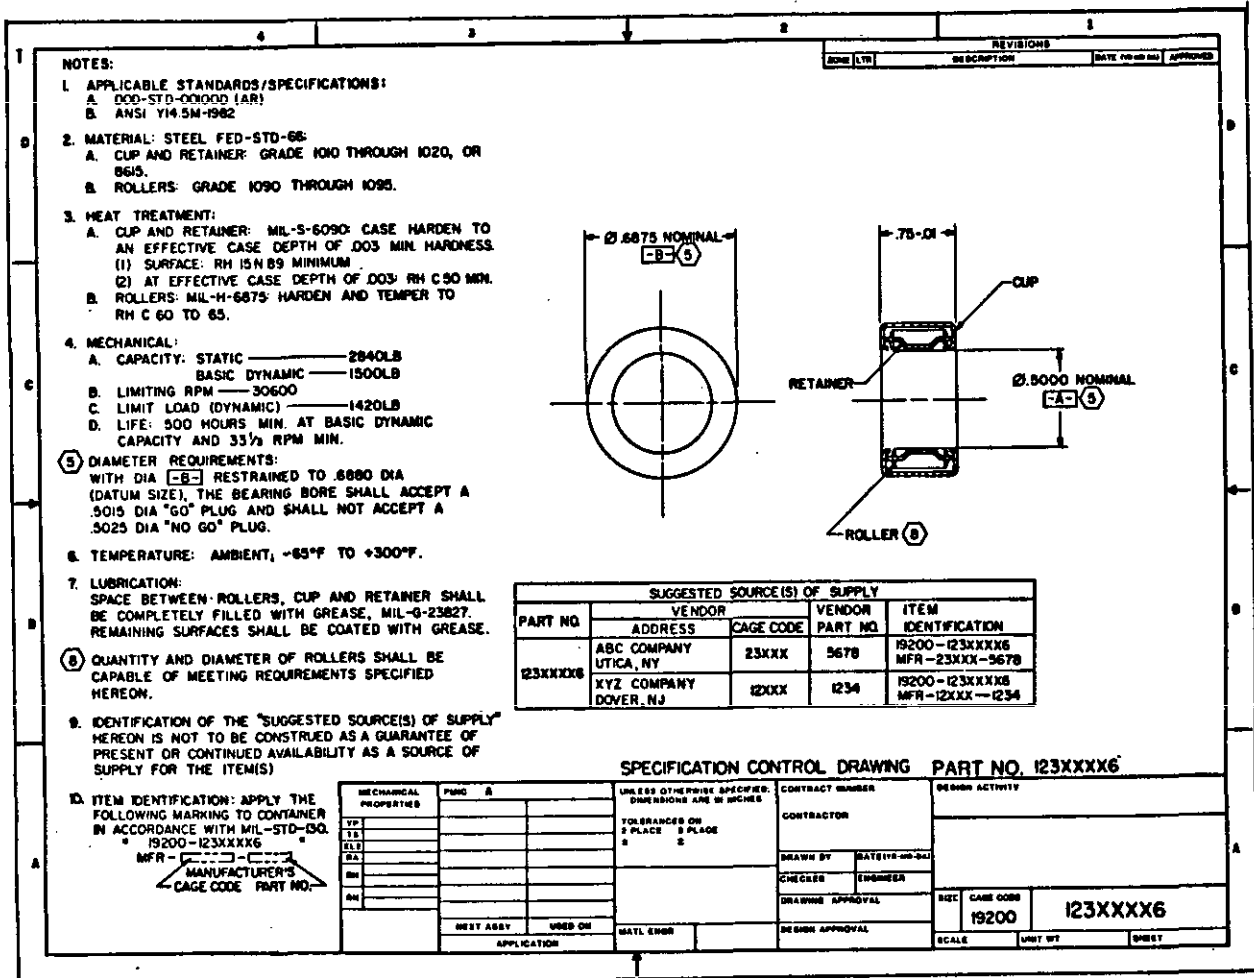 4 3 2 1
REVISIONS
ZONE LTR DESCRIPTION DATE APPROVED
D D
C C
B B
A A
NOTES:
1. APPLICABLE STANDARDS/SPECIFICATIONS:
A. DOD-STD-00100D (AR)
B. ANSI Y14.5M-1982
2. MATERIAL: STEEL FED-STD-66:
A. CUP AND RETAINER: GRADE 1010 THROUGH 1020, OR
8615.
B. ROLLERS: GRADE 1090 THROUGH 1095.
3. HEAT TREATMENT:
A. CUP AND RETAINER: MIL-S-6090: CASE HARDEN TO
AN EFFECTIVE CASE DEPTH OF .003 MIN. HARDNESS.
(1) SURFACE: RH 15N 89 MINIMUM
(2) AT EFFECTIVE CASE DEPTH OF .003: RH C 50 MIN.
B. ROLLERS: MIL-H-6875: HARDEN AND TEMPER TO
RH C 60 TO 65.
4. MECHANICAL:
A. CAPACITY: STATIC 2840LB
BASIC DYNAMIC 1500LB
B. LIMITING RPM 30600
C. LIMIT LOAD (DYNAMIC) 1420LB
D. LIFE: 500 HOURS MIN. AT BASIC DYNAMIC
CAPACITY AND 33⅓ RPM MIN.
5 DIAMETER REQUIREMENTS:
WITH DIA -B- RESTRAINED TO .6880 DIA
(DATUM SIZE), THE BEARING BORE SHALL ACCEPT A
.5015 DIA "GO" PLUG AND SHALL NOT ACCEPT A
.5025 DIA "NO GO" PLUG.
6. TEMPERATURE: AMBIENT, -65°F TO +300°F.
7. LUBRICATION:
SPACE BETWEEN ROLLERS, CUP AND RETAINER SHALL
BE COMPLETELY FILLED WITH GREASE, MIL-G-23827.
REMAINING SURFACES SHALL BE COATED WITH GREASE.
8 QUANTITY AND DIAMETER OF ROLLERS SHALL BE
CAPABLE OF MEETING REQUIREMENTS SPECIFIED
HEREON.
9. IDENTIFICATION OF THE "SUGGESTED SOURCE(S) OF SUPPLY"
HEREON IS NOT TO BE CONSTRUED AS A GUARANTEE OF
PRESENT OR CONTINUED AVAILABILITY AS A SOURCE OF
SUPPLY FOR THE ITEM(S)
10. ITEM IDENTIFICATION: APPLY THE
FOLLOWING MARKING TO CONTAINER
IN ACCORDANCE WITH MIL-STD-130.
" 19200-123XXXX6 "
MFR- -
MANUFACTURER'S
CAGE CODE PART NO.
Ø.6875 NOMINAL
-B- 5
.75-.01
CUP
RETAINER
Ø.5000 NOMINAL
-A- 5
ROLLER 8
SUGGESTED SOURCE(S) OF SUPPLY
PART NO. VENDOR VENDOR PART NO. ITEM IDENTIFICATION
ADDRESS CAGE CODE
123XXXX6
ABC COMPANY 23XXX 5678 19200-123XXXX6
UTICA, NY MFR-23XXX-5678
XYZ COMPANY 12XXX 1234 19200-123XXXX6
DOVER, NJ MFR-12XXX-1234
SPECIFICATION CONTROL DRAWING PART NO. 123XXXX6
MECHANICAL
PROPERTIES
YP
TS
EL2
RA
BH
RH
PMIC A
NEXT ASSY USED ON
APPLICATION
UNLESS OTHERWISE SPECIFIED:
DIMENSIONS ARE IN INCHES
TOLERANCES ON
2 PLACE 3 PLACE
± ±
MATL ENGR
CONTRACT NUMBER
CONTRACTOR
DRAWN BY DATE
CHECKER ENGINEER
DRAWING APPROVAL
DESIGN APPROVAL
DESIGN ACTIVITY
SIZE CAGE CODE
19200 123XXXX6
SCALE UNIT WT SHEET